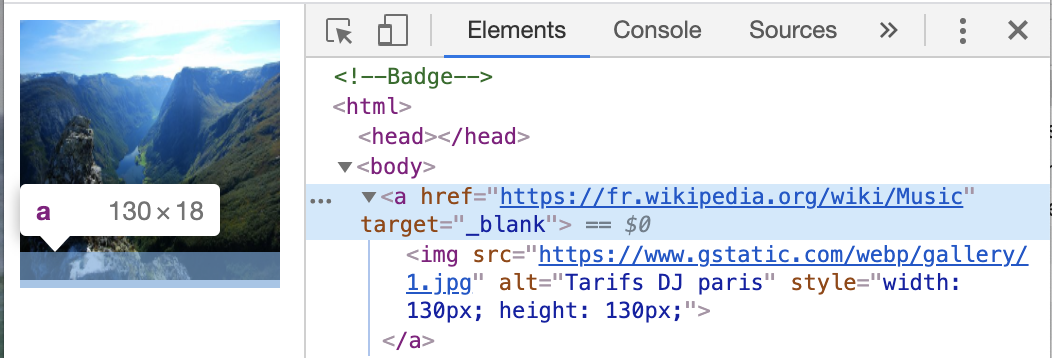 Elements Console Sources »
<!--Badge-->
<html>
<head></head>
▼<body>
… ▼<a href="https://fr.wikipedia.org/wiki/Music"
target="_blank"> == $0
<img src="https://www.gstatic.com/webp/gallery/
1.jpg" alt="Tarifs DJ paris" style="width:
130px; height: 130px;">
</a>
a 130 × 18